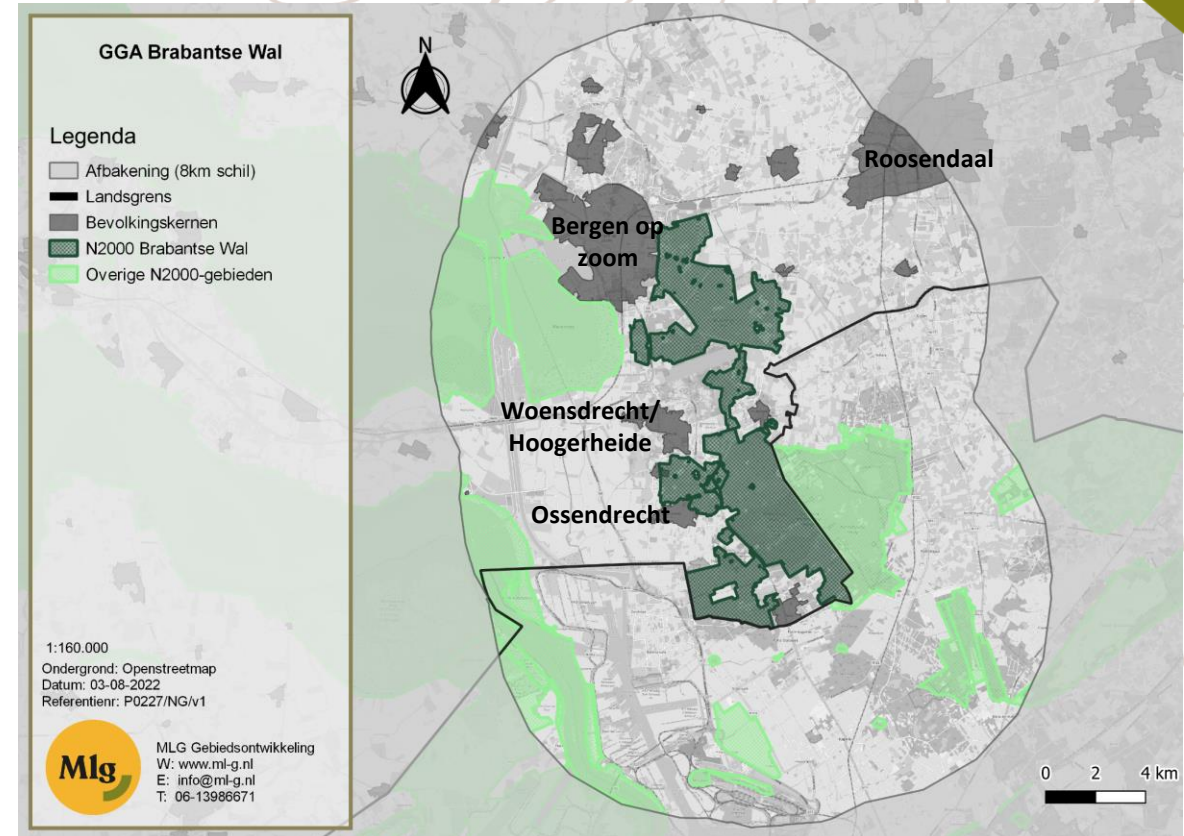 GGA Brabantse Wal
Legenda
Afbakening (8km schil)
Landsgrens
Bevolkingskernen
N2000 Brabantse Wal
Overige N2000-gebieden
1:160.000
Ondergrond: Openstreetmap
Datum: 03-08-2022
Referentienr: P0227/NG/v1
Mlg
MLG Gebiedsontwikkeling
W: www.ml-g.nl
E: info@ml-g.nl
T: 06-13986671
N
Roosendaal
Bergen op
zoom
Woensdrecht/
Hoogerheide
Ossendrecht
0 2 4 km